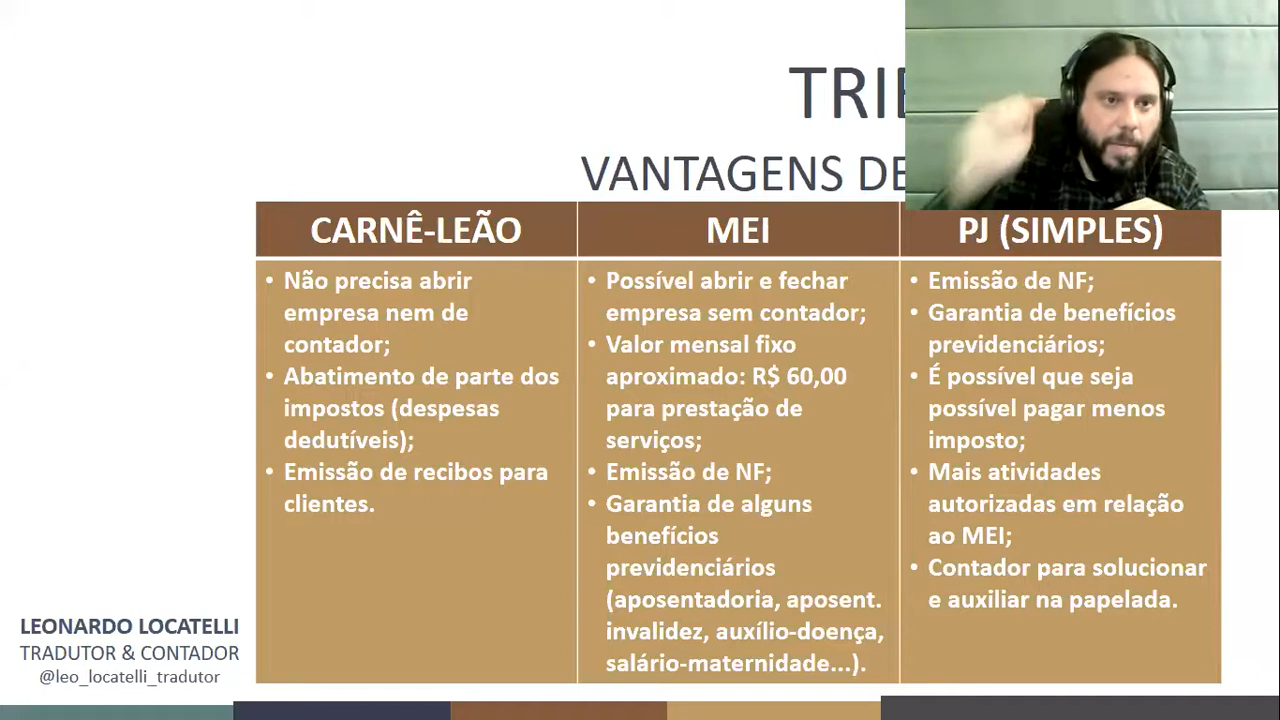 VANTAGENS
CARNÊ-LEÃO
Não precisa abrir
empresa nem de
contador;
Abatimento de parte dos
impostos (despesas
dedutíveis);
Emissão de recibos para
clientes.
MEI
Possível abrir e fechar
empresa sem contador;
Valor mensal fixo
aproximado: R$ 60,00
para prestação de
serviços;
Emissão de NF;
Garantia de alguns
benefícios
previdenciários
(aposentadoria, aposent.
invalidez, auxílio-doença,
salário-maternidade...).
PJ (SIMPLES)
Emissão de NF;
Garantia de benefícios
previdenciários;
É possível que seja
possível pagar menos
imposto;
Mais atividades
autorizadas em relação
ao MEI;
Contador para solucionar
e auxiliar na papelada.
LEONARDO LOCATELLI
TRADUTOR & CONTADOR
@leo_locatelli_tradutor